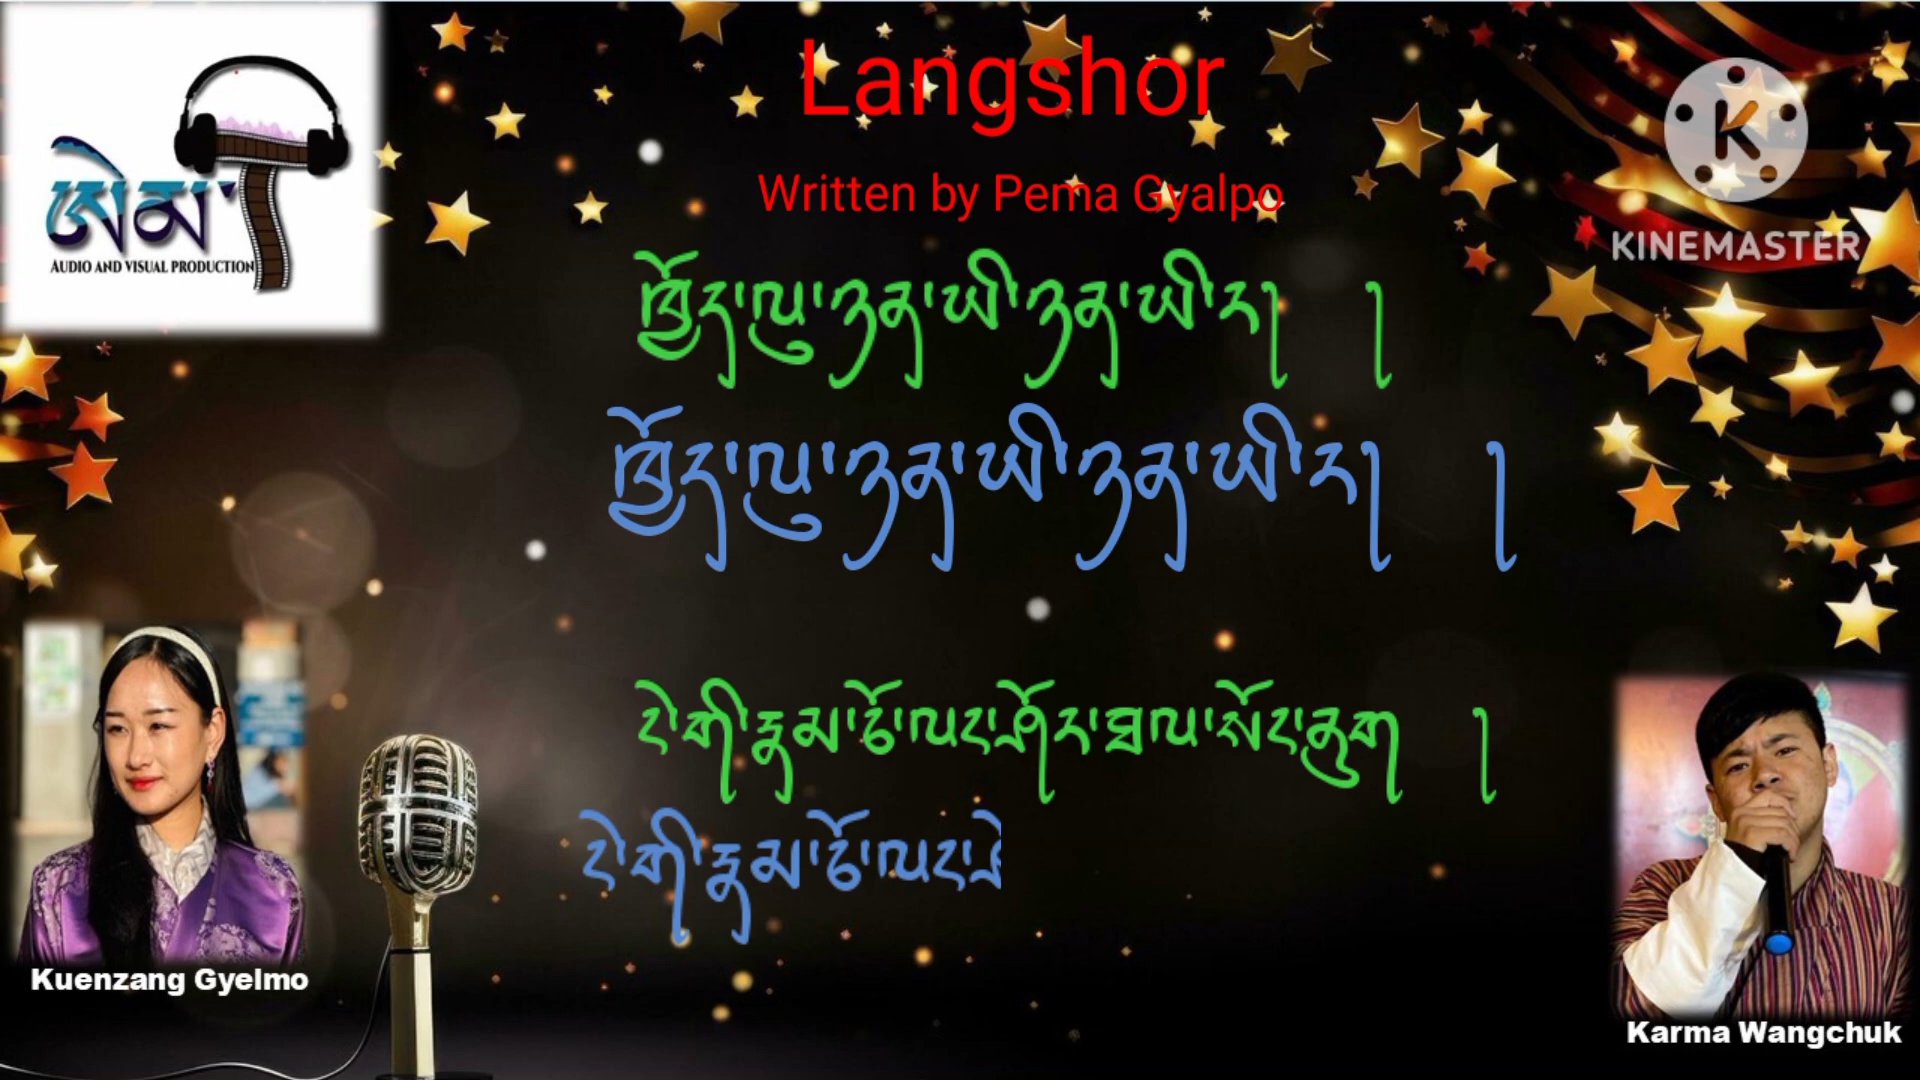 Langshor
Written by Pema Gyalpo
KINEMASTER
ཨེམ་T
AUDIO AND VISUAL PRODUCTION
ཁྱོད་ལུ་ཉན་ཡི་ཉན་ཡི་ར། །
ཁྱོད་ལུ་ཉན་ཡི་ཉན་ཡི་ར། །
ངེ་གི་རྣམ་ཅོ་ལང་ཤོར་ཐལ་སོང་ནུག །
ངེ་གི་རྣམ་ཅོ་ལང་
Kuenzang Gyelmo
Karma Wangchuk